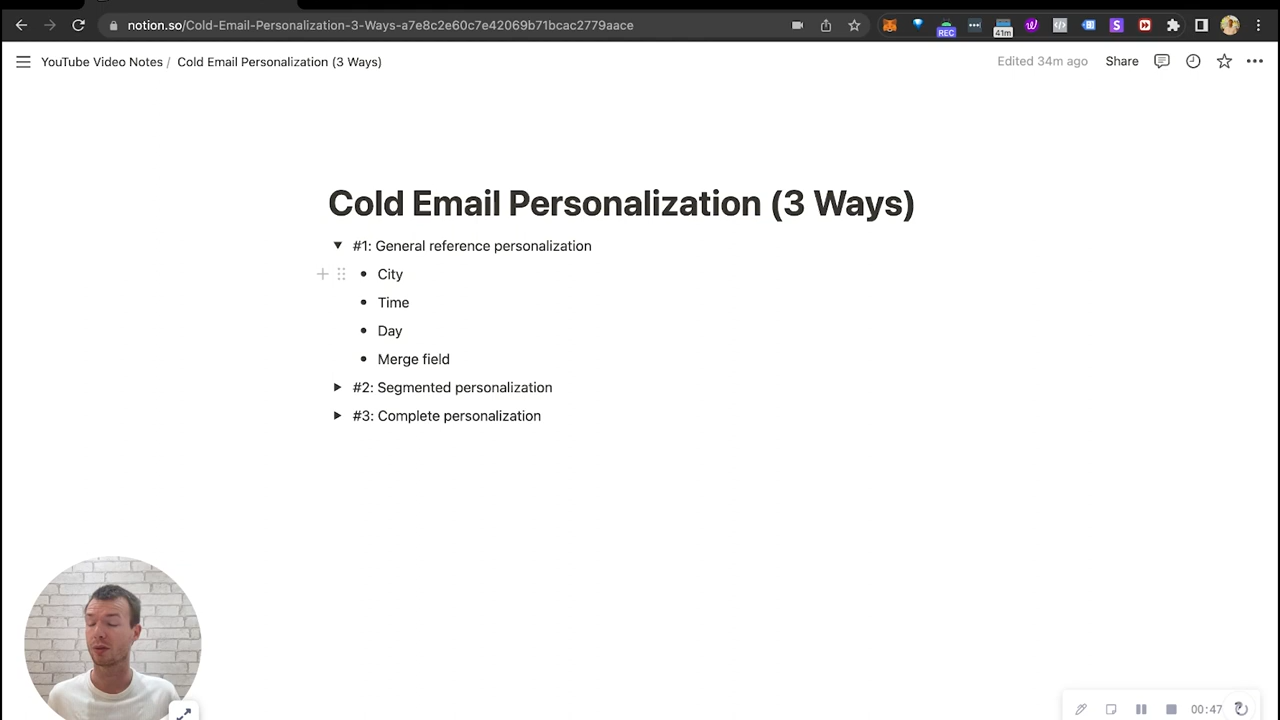 notion.so/Cold-Email-Personalization-3-Ways-a7e8c2e60c7e42069b71bcac2779aace
REC
41m
YouTube Video Notes / Cold Email Personalization (3 Ways)
Edited 34m ago
Share
Cold Email Personalization (3 Ways)
#1: General reference personalization
City
Time
Day
Merge field
#2: Segmented personalization
#3: Complete personalization
00:47